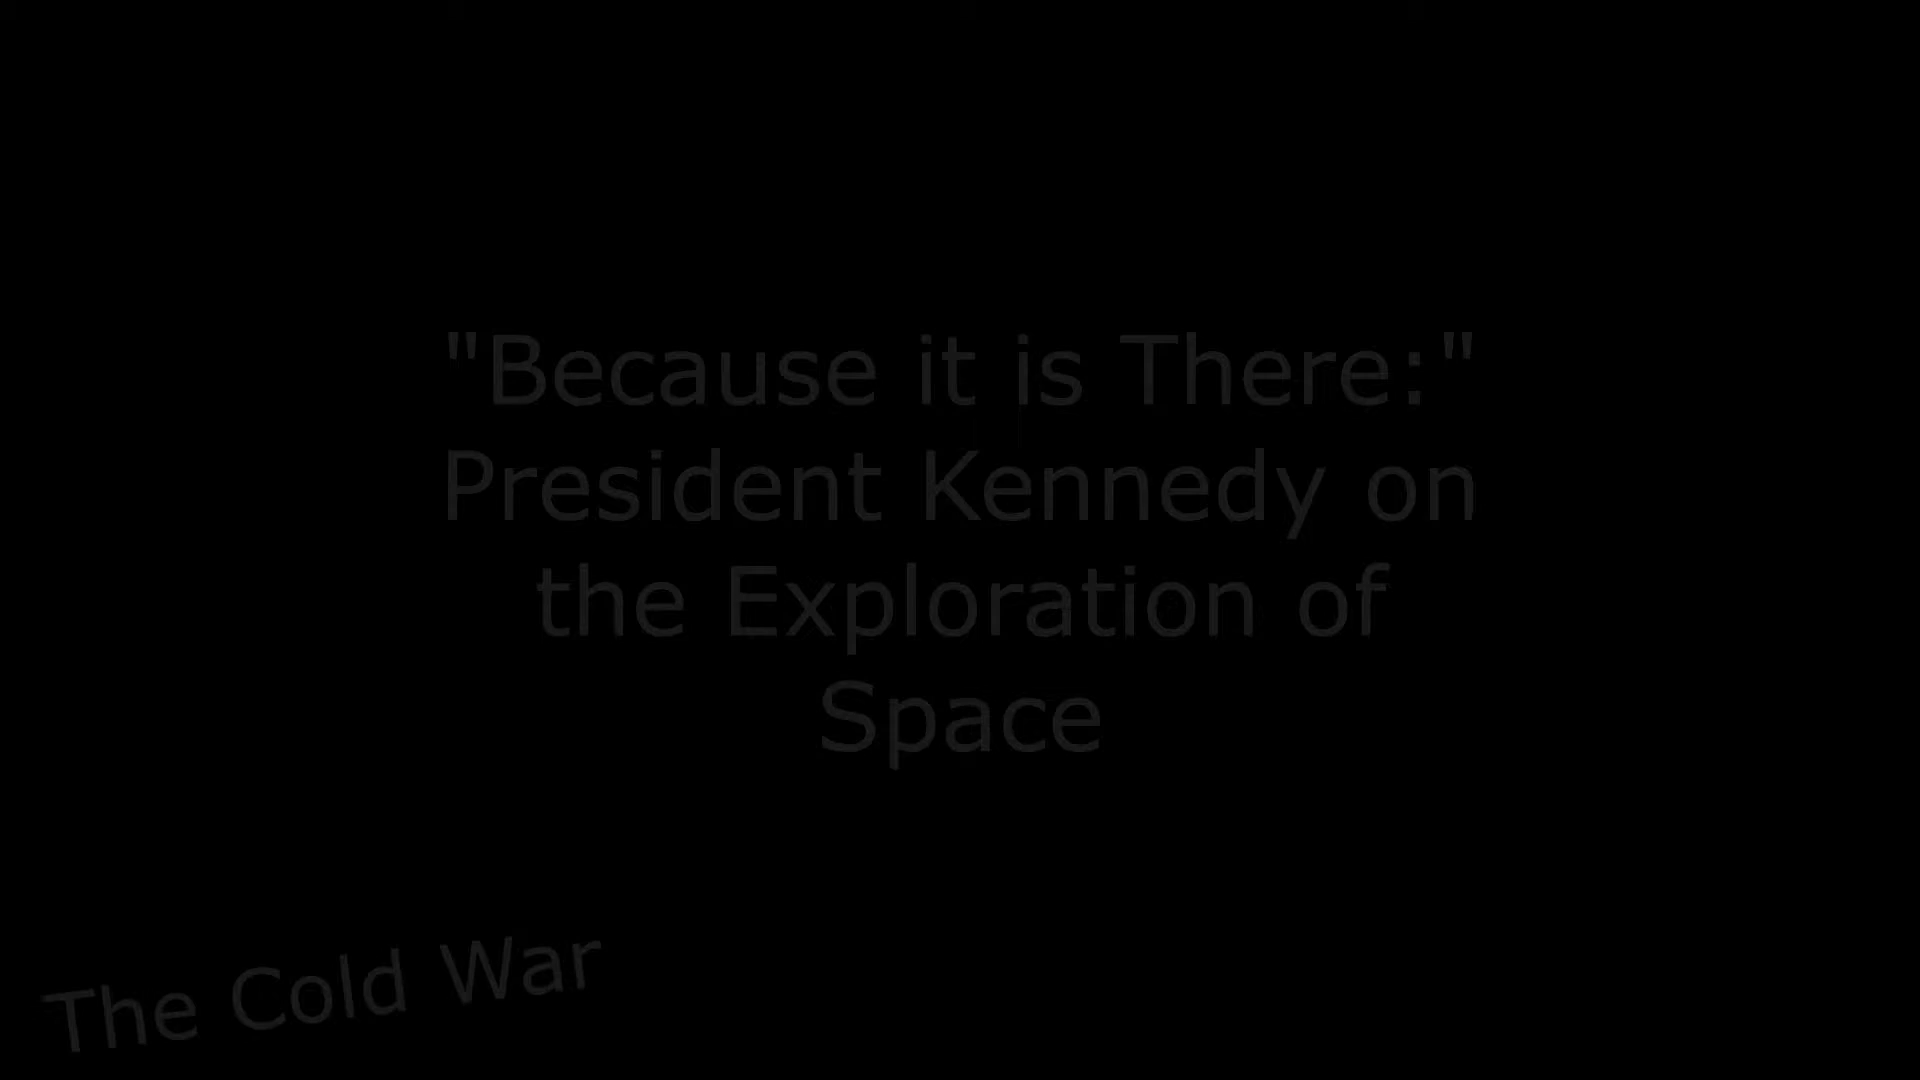 "Because it is There:"
President Kennedy on
the Exploration of
Space
The Cold War